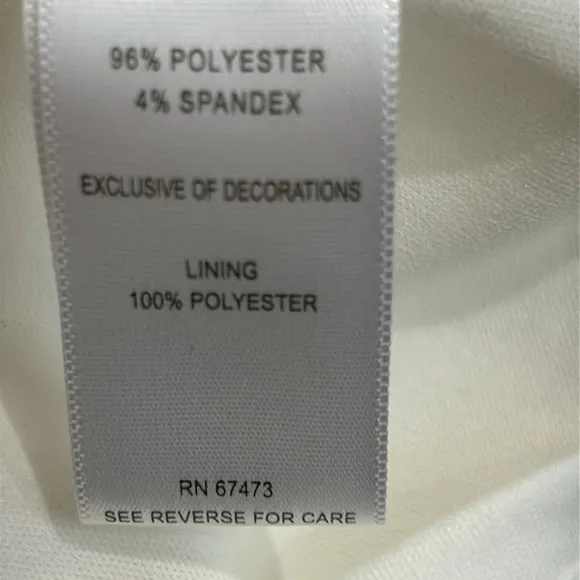 96% POLYESTER
4% SPANDEX
EXCLUSIVE OF DECORATIONS
LINING
100% POLYESTER
RN 67473
SEE REVERSE FOR CARE